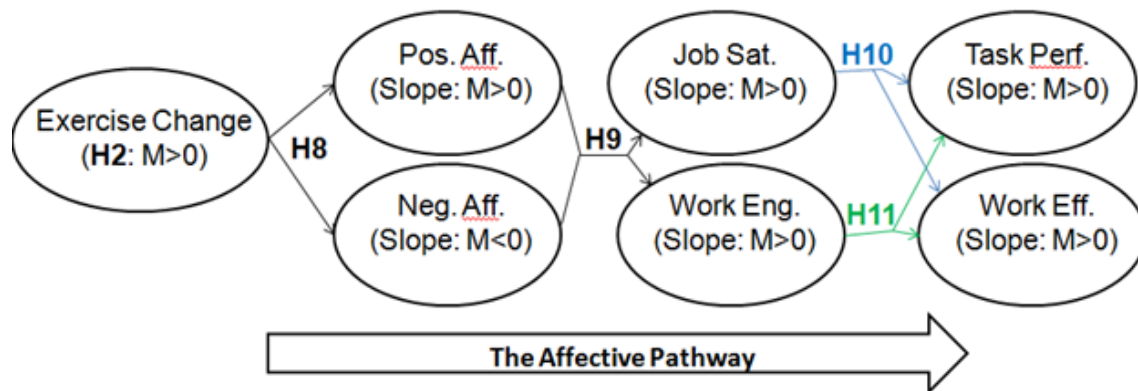 Exercise Change
(H2: M>0)
H8
Pos. Aff.
(Slope: M>0)
Neg. Aff.
(Slope: M<0)
H9
Job Sat.
(Slope: M>0)
Work Eng.
(Slope: M>0)
H10
H11
Task Perf.
(Slope: M>0)
Work Eff.
(Slope: M>0)
The Affective Pathway